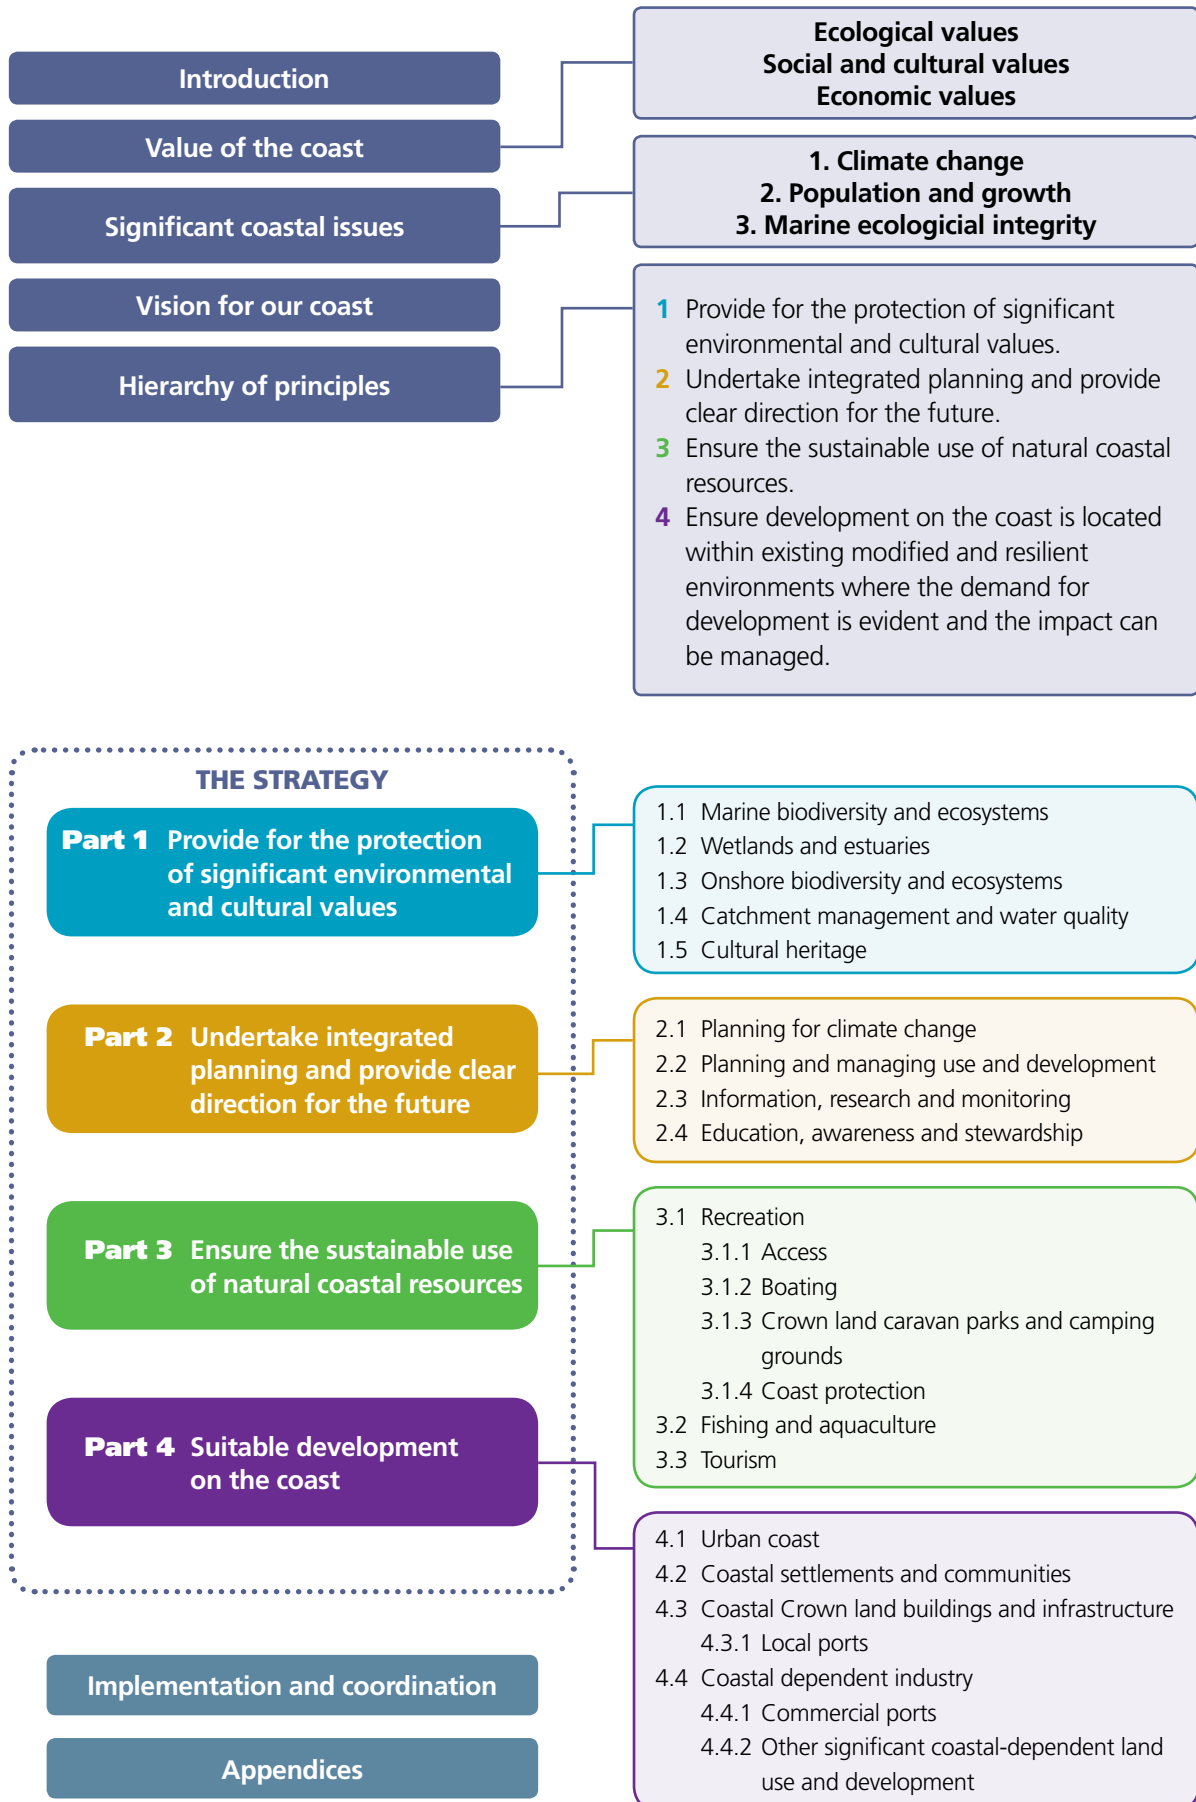 Introduction
Value of the coast
Significant coastal issues
Vision for our coast
Hierarchy of principles
Ecological values
Social and cultural values
Economic values
1. Climate change
2. Population and growth
3. Marine ecologicial integrity
1 Provide for the protection of significant
environmental and cultural values.
2 Undertake integrated planning and provide
clear direction for the future.
3 Ensure the sustainable use of natural coastal
resources.
4 Ensure development on the coast is located
within existing modified and resilient
environments where the demand for
development is evident and the impact can
be managed.
THE STRATEGY
Part 1 Provide for the protection
of significant environmental
and cultural values
1.1 Marine biodiversity and ecosystems
1.2 Wetlands and estuaries
1.3 Onshore biodiversity and ecosystems
1.4 Catchment management and water quality
1.5 Cultural heritage
Part 2 Undertake integrated
planning and provide clear
direction for the future
2.1 Planning for climate change
2.2 Planning and managing use and development
2.3 Information, research and monitoring
2.4 Education, awareness and stewardship
Part 3 Ensure the sustainable use
of natural coastal resources
3.1 Recreation
3.1.1 Access
3.1.2 Boating
3.1.3 Crown land caravan parks and camping
grounds
3.1.4 Coast protection
3.2 Fishing and aquaculture
3.3 Tourism
Part 4 Suitable development
on the coast
4.1 Urban coast
4.2 Coastal settlements and communities
4.3 Coastal Crown land buildings and infrastructure
4.3.1 Local ports
4.4 Coastal dependent industry
4.4.1 Commercial ports
4.4.2 Other significant coastal-dependent land
use and development
Implementation and coordination
Appendices